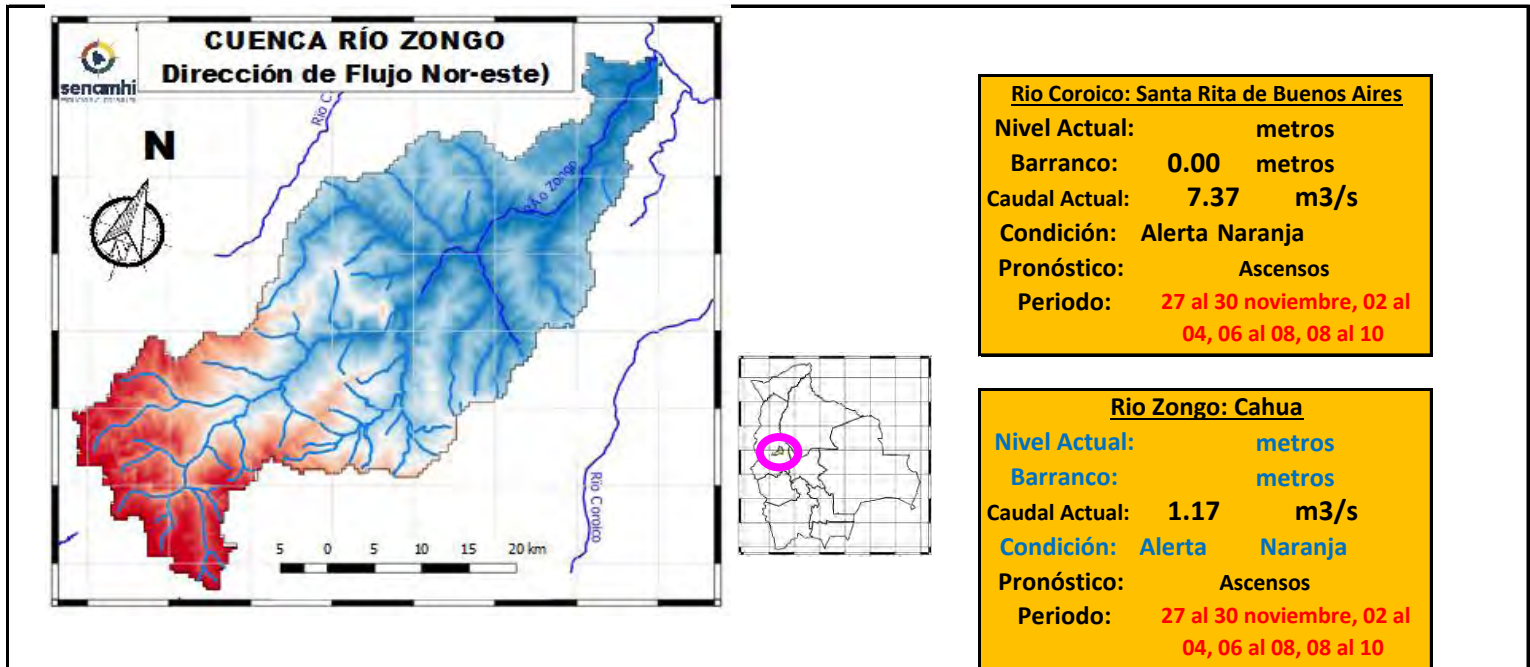 CUENCA RÍO ZONGO
Dirección de Flujo Nor-este)
senamhi
N
Río C
Río Zongo
Río Coroico
5 0 5 10 15 20 km
Rio Coroico: Santa Rita de Buenos Aires
Nivel Actual: metros
Barranco: 0.00 metros
Caudal Actual: 7.37 m3/s
Condición: Alerta Naranja
Pronóstico: Ascensos
Periodo: 27 al 30 noviembre, 02 al
04, 06 al 08, 08 al 10
Rio Zongo: Cahua
Nivel Actual: metros
Barranco: metros
Caudal Actual: 1.17 m3/s
Condición: Alerta Naranja
Pronóstico: Ascensos
Periodo: 27 al 30 noviembre, 02 al
04, 06 al 08, 08 al 10